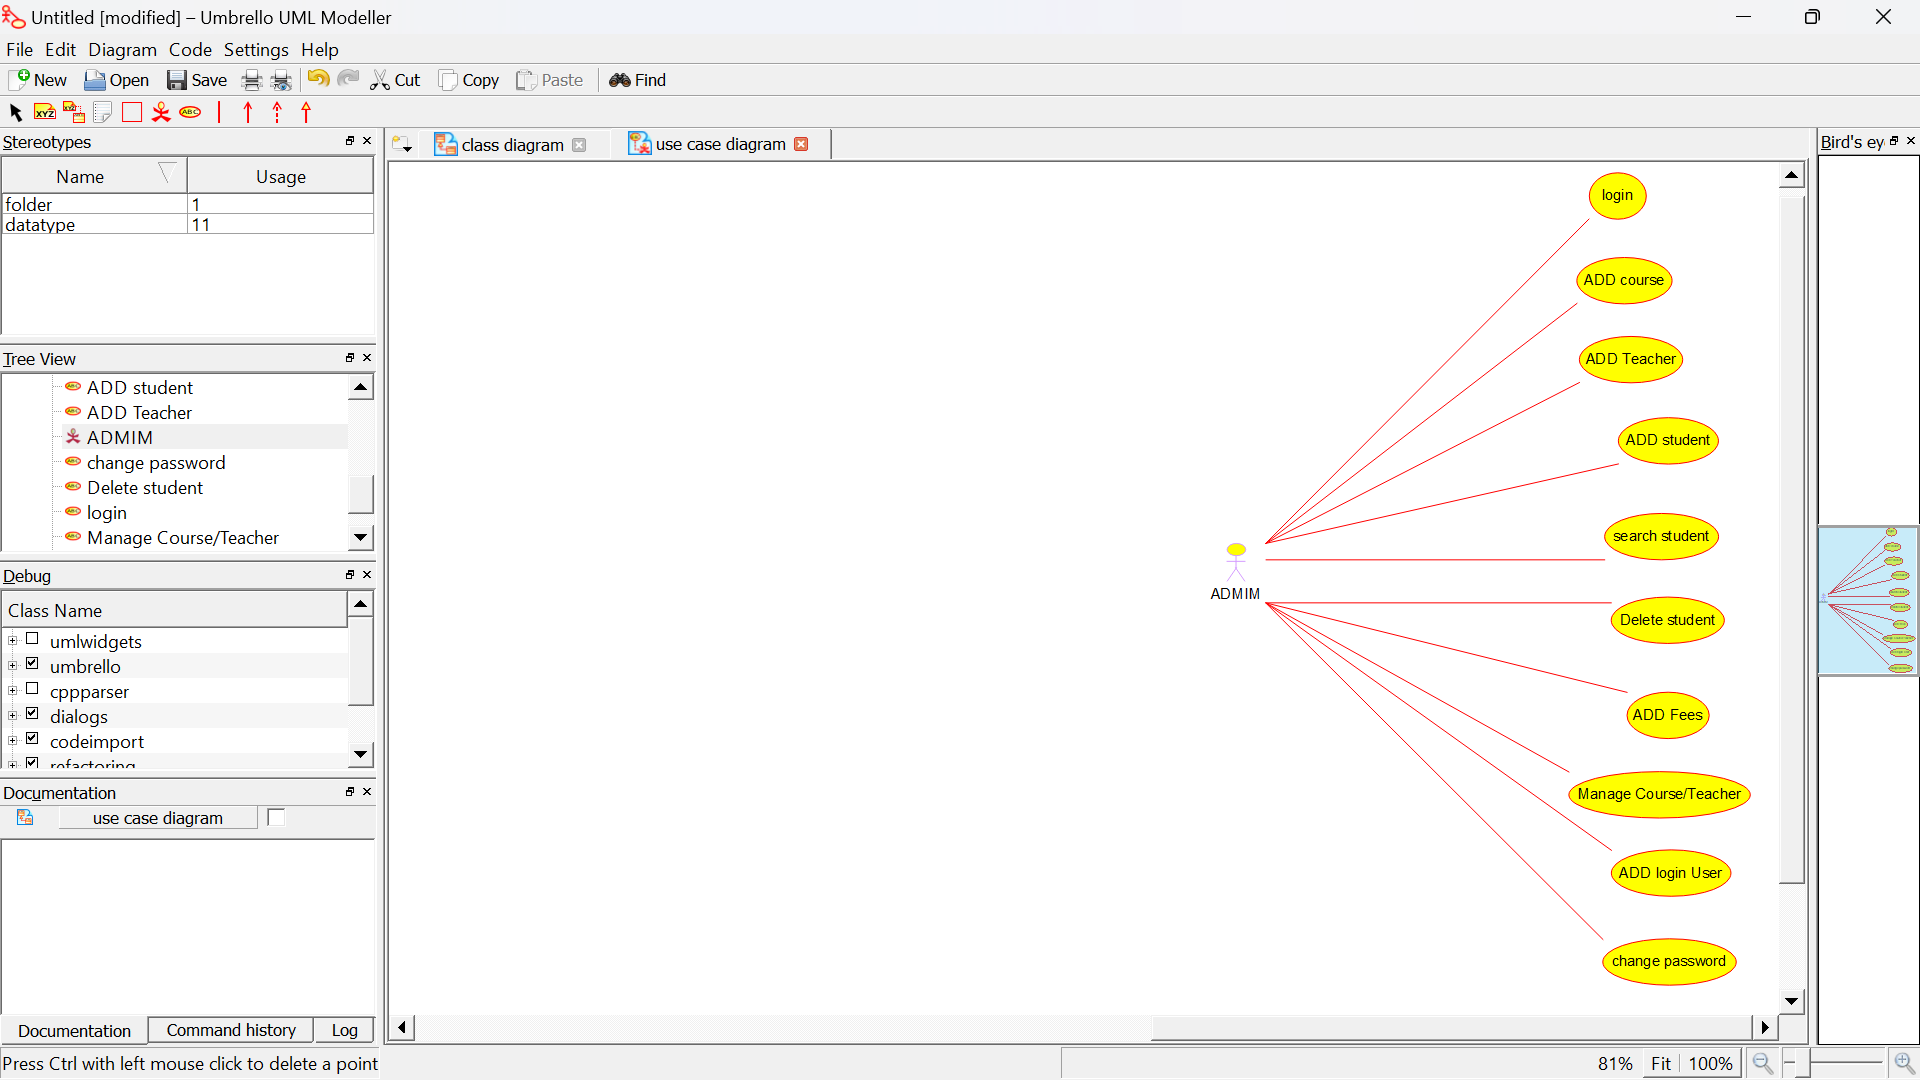 Untitled [modified] – Umbrello UML Modeller
File Edit Diagram Code Settings Help
New Open Save Cut Copy Paste Find
XYZ XYZ ABC
Stereotypes
Name Usage
folder 1
datatype 11
Tree View
ADD student
ADD Teacher
ADMIM
change password
Delete student
login
Manage Course/Teacher
Debug
Class Name
umlwidgets
umbrello
cppparser
dialogs
codeimport
refactoring
Documentation
use case diagram
Documentation Command history Log
Press Ctrl with left mouse click to delete a point
class diagram use case diagram
login
ADD course
ADD Teacher
ADD student
search student
ADMIM
Delete student
ADD Fees
Manage Course/Teacher
ADD login User
change password
Bird's ey
81% Fit 100%